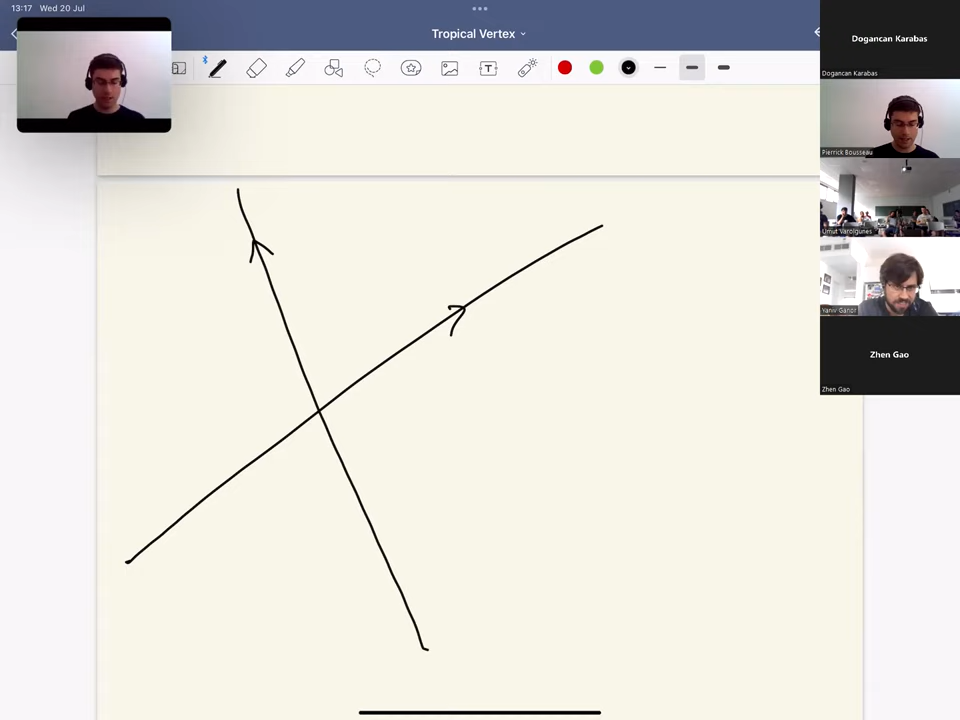 13:17 Wed 20 Jul
Tropical Vertex
T
Dogancan Karabas
Dogancan Karabas
Pierrick Bousseau
Umut Varolgunes
Yaniv Ganor
Zhen Gao
Zhen Gao